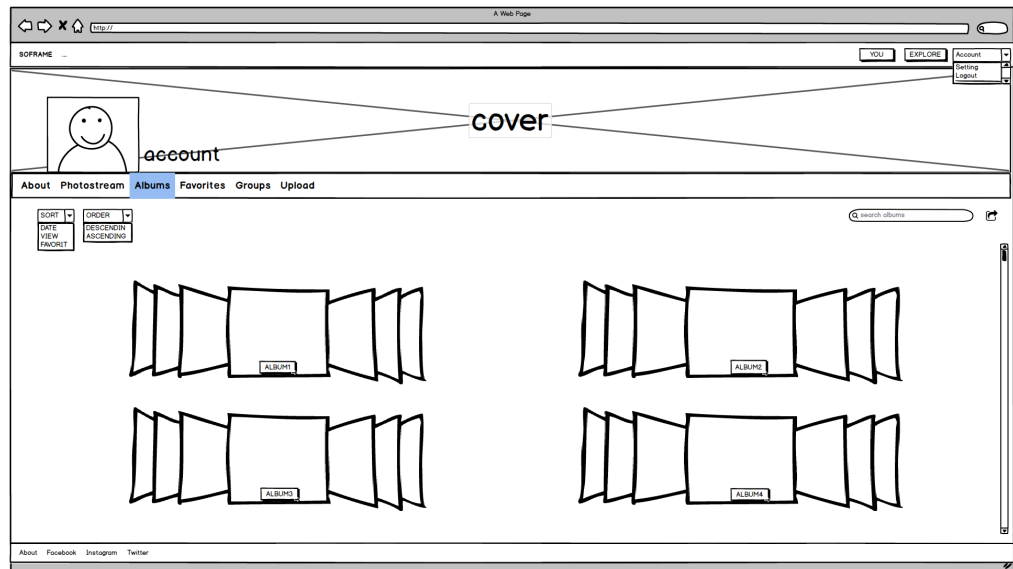 A Web Page
http://
SOFRAME ...
YOU EXPLORE Account
Setting
Logout
cover
account
About Photostream Albums Favorites Groups Upload
SORT ORDER
search albums
DATE DESCENDIN
VIEW ASCENDING
FAVORIT
ALBUM1 ALBUM2
ALBUM3 ALBUM4
About Facebook Instagram Twitter